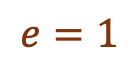 e = 1